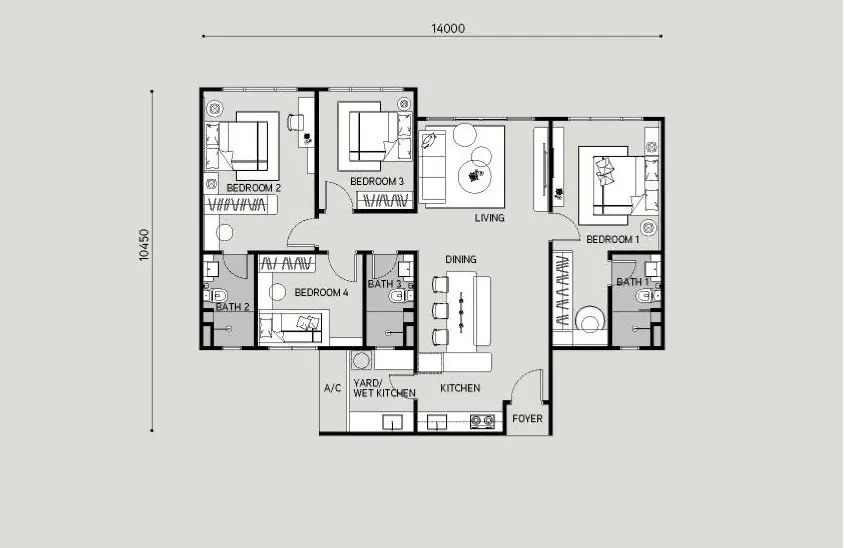 14000
10450
BEDROOM 2
BEDROOM 3
LIVING
BEDROOM 1
DINING
BATH 2
BEDROOM 4
BATH 3
BATH 1
A/C
YARD/
WET KITCHEN
KITCHEN
FOYER